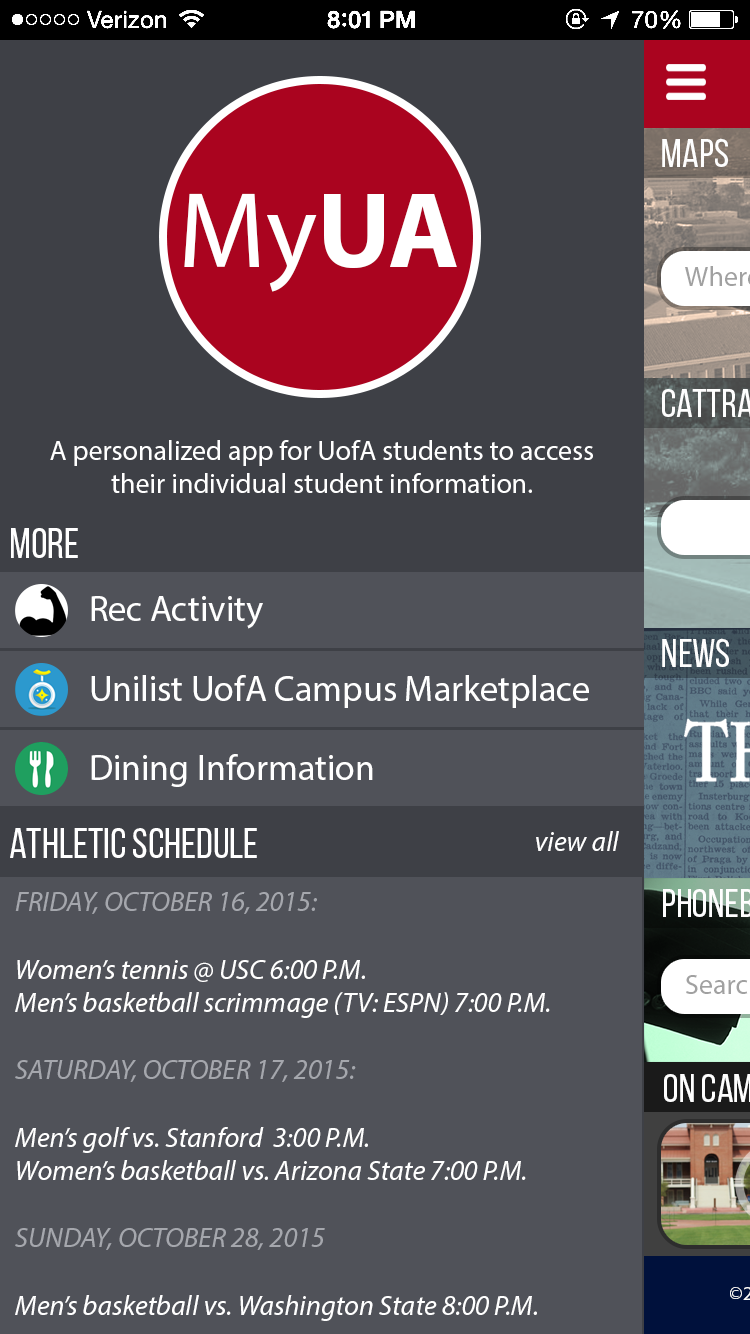 Verizon 8:01 PM 70%
MyUA
A personalized app for UofA students to access
their individual student information.
MORE
Rec Activity
Unilist UofA Campus Marketplace
Dining Information
ATHLETIC SCHEDULE view all
FRIDAY, OCTOBER 16, 2015:
Women's tennis @ USC 6:00 P.M.
Men's basketball scrimmage (TV: ESPN) 7:00 P.M.
SATURDAY, OCTOBER 17, 2015:
Men's golf vs. Stanford 3:00 P.M.
Women's basketball vs. Arizona State 7:00 P.M.
SUNDAY, OCTOBER 28, 2015
Men's basketball vs. Washington State 8:00 P.M.
MAPS
Where
CATTRA
NEWS
TH
PHONEB
Searc
ON CAM
©2